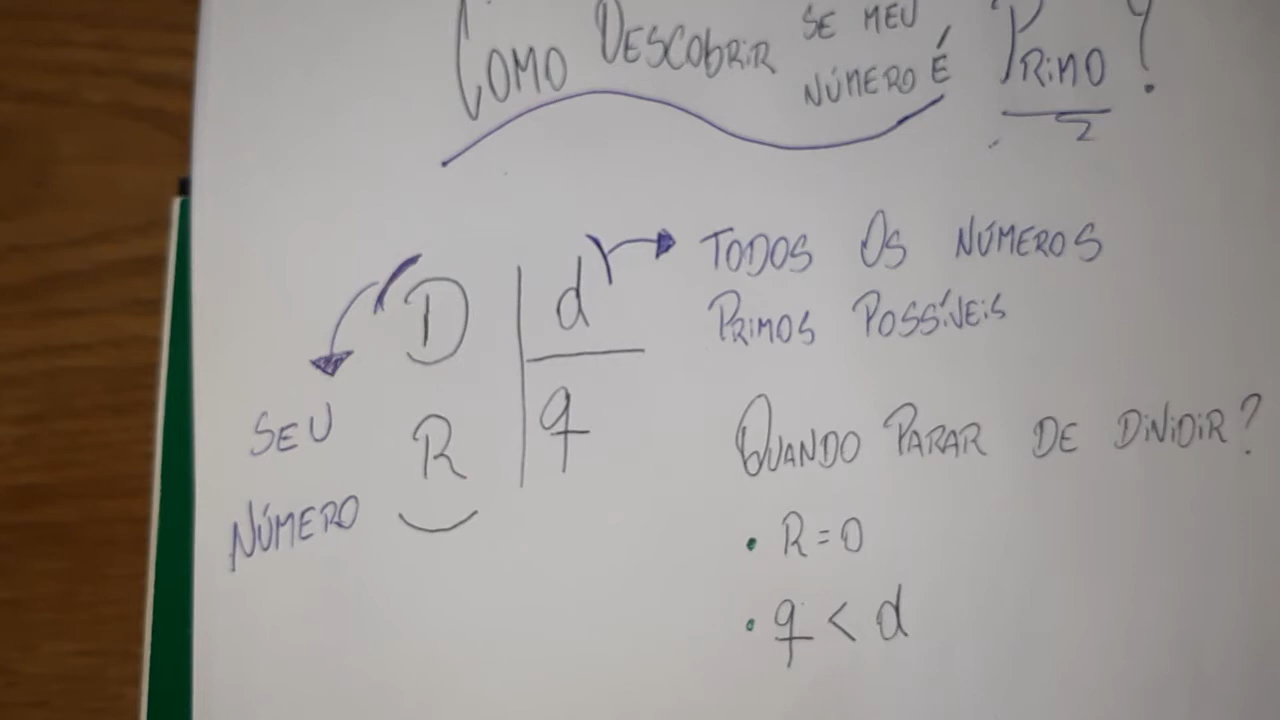 COMO DESCOBRIR SE MEU NÚMERO É PRIMO?
D d TODOS OS NÚMEROS
PRIMOS POSSÍVEIS
SEU
NÚMERO
R q
QUANDO PARAR DE DIVIDIR?
• R=0
• q < d